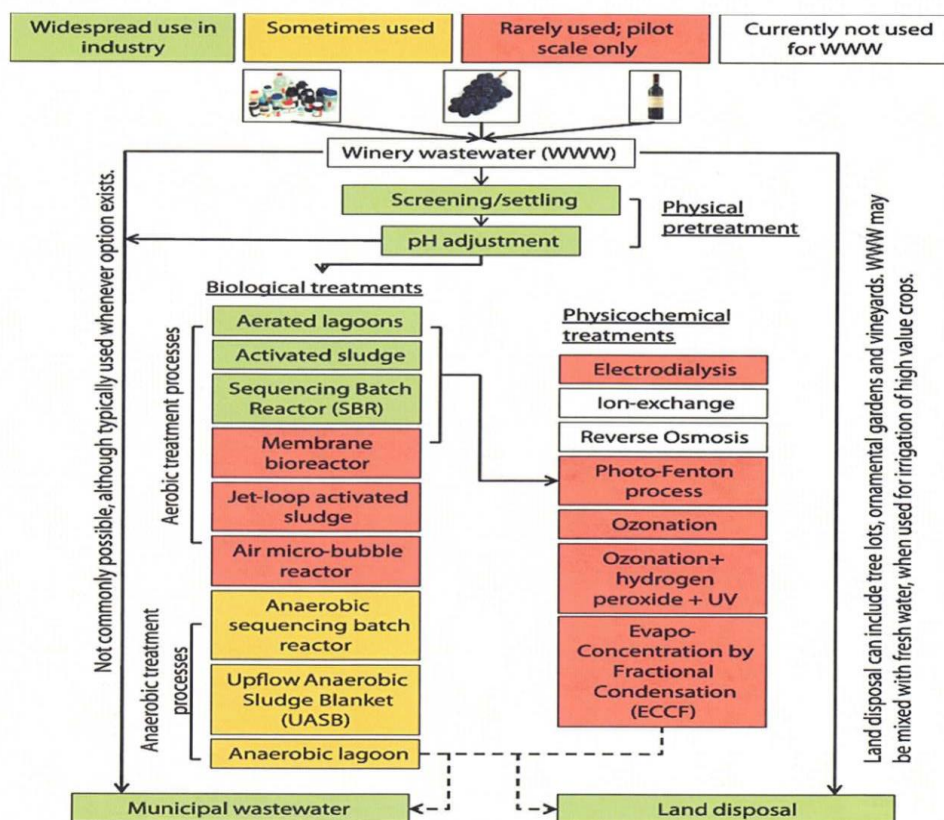 Widespread use in
industry
Sometimes used
Rarely used; pilot
scale only
Currently not used
for WWW
Winery wastewater (WWW)
Screening/settling
pH adjustment
Physical
pretreatment
Not commonly possible, although typically used whenever option exists.
Biological treatments
Aerobic treatment processes
Aerated lagoons
Activated sludge
Sequencing Batch
Reactor (SBR)
Membrane
bioreactor
Jet-loop activated
sludge
Air micro-bubble
reactor
Anaerobic treatment
processes
Anaerobic
sequencing batch
reactor
Upflow Anaerobic
Sludge Blanket
(UASB)
Anaerobic lagoon
Physicochemical
treatments
Electrodialysis
Ion-exchange
Reverse Osmosis
Photo-Fenton
process
Ozonation
Ozonation+
hydrogen
peroxide + UV
Evapo-
Concentration by
Fractional
Condensation
(ECCF)
Land disposal can include tree lots, ornamental gardens and vineyards. WWW may
be mixed with fresh water, when used for irrigation of high value crops.
Municipal wastewater
Land disposal